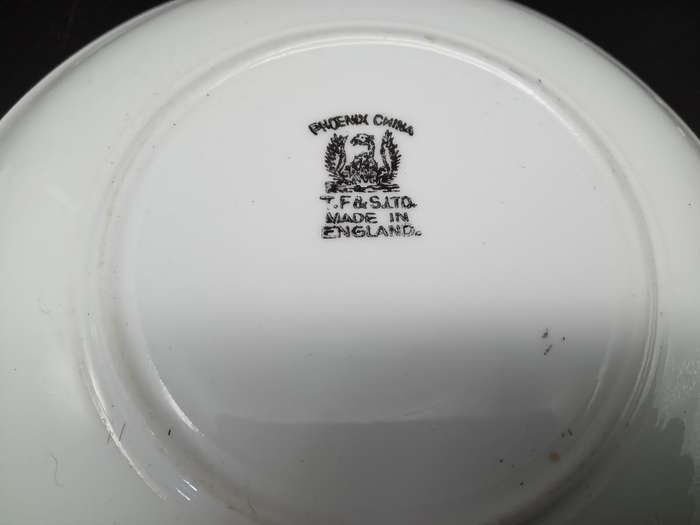 PHOENIX CHINA
T.F & S.LTD.
MADE IN
ENGLAND.